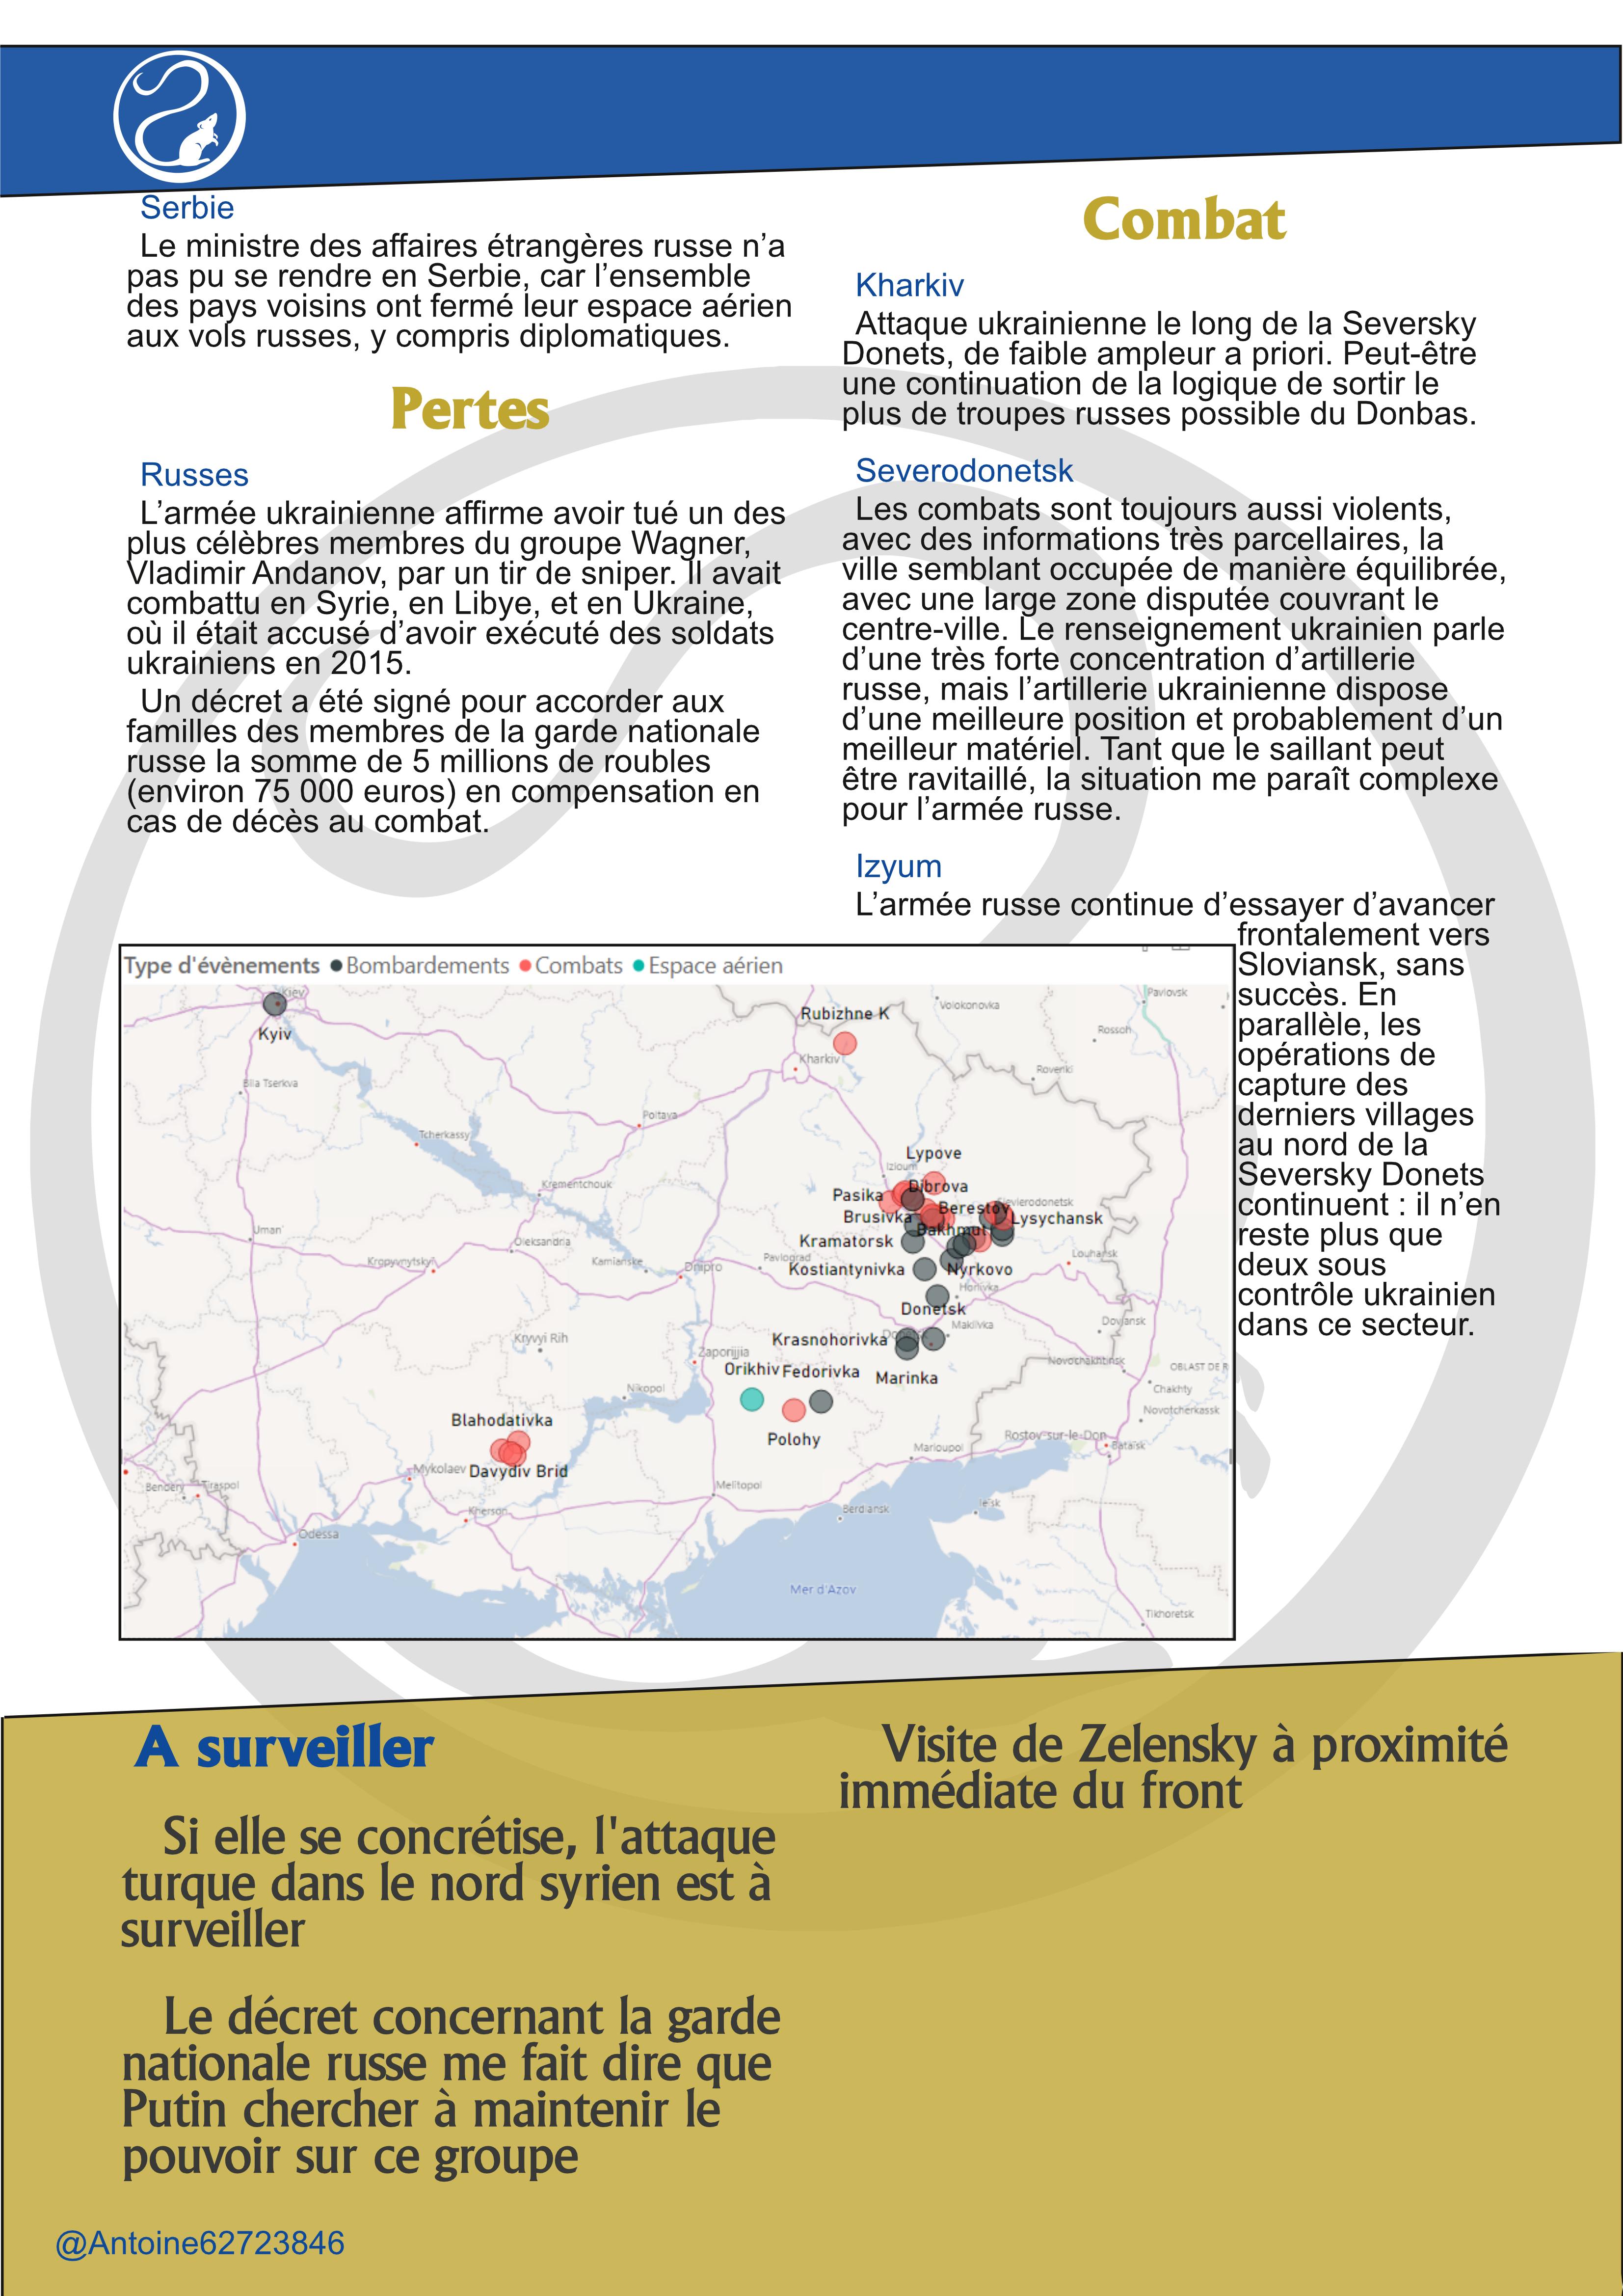 Serbie
Le ministre des affaires étrangères russe n’a
pas pu se rendre en Serbie, car l’ensemble
des pays voisins ont fermé leur espace aérien
aux vols russes, y compris diplomatiques.
Pertes
Russes
L’armée ukrainienne affirme avoir tué un des
plus célèbres membres du groupe Wagner,
Vladimir Andanov, par un tir de sniper. Il avait
combattu en Syrie, en Libye, et en Ukraine,
où il était accusé d’avoir exécuté des soldats
ukrainiens en 2015.
Un décret a été signé pour accorder aux
familles des membres de la garde nationale
russe la somme de 5 millions de roubles
(environ 75 000 euros) en compensation en
cas de décès au combat.
Combat
Kharkiv
Attaque ukrainienne le long de la Seversky
Donets, de faible ampleur a priori. Peut-être
une continuation de la logique de sortir le
plus de troupes russes possible du Donbas.
Severodonetsk
Les combats sont toujours aussi violents,
avec des informations très parcellaires, la
ville semblant occupée de manière équilibrée,
avec une large zone disputée couvrant le
centre-ville. Le renseignement ukrainien parle
d’une très forte concentration d’artillerie
russe, mais l’artillerie ukrainienne dispose
d’une meilleure position et probablement d’un
meilleur matériel. Tant que le saillant peut
être ravitaillé, la situation me paraît complexe
pour l’armée russe.
Izyum
L’armée russe continue d’essayer d’avancer
frontalement vers
Sloviansk, sans
succès. En
parallèle, les
opérations de
capture des
derniers villages
au nord de la
Seversky Donets
continuent : il n’en
reste plus que
deux sous
contrôle ukrainien
dans ce secteur.
Type d'évènements Bombardements Combats Espace aérien
Kiev
Kyiv
Rubizhne K
Volokonovka
Pavlovsk
Rossoh
Kharkiv
Rovenki
Bila Tserkva
Poltava
Tcherkassy
Lypove
Izioum
Krementchouk
Pasika
Dibrova
Brusivka
Berestov
Sievierodonetsk
Lysychansk
Bakhmut
Uman'
Oleksandria
Kramatorsk
Kropyvnytskyï
Kamianske
Dnipro
Pavlograd
Louhansk
Kostiantynivka
Nyrkovo
Horlivka
Donetsk
Makiïvka
Dovjansk
Kryvyi Rih
Krasnohorivka
Zaporijjia
Novochakhtinsk
OBLAST DE R
Orikhiv
Fedorivka
Marinka
Chakhty
Nikopol
Novotcherkassk
Blahodativka
Polohy
Marioupol
Rostov-sur-le-Don
Bataïsk
Mykolaev
Davydiv Brid
Bendery
Tiraspol
Melitopol
Kherson
Berdiansk
Ieïsk
Odessa
Mer d'Azov
Tikhoretsk
A surveiller
Si elle se concrétise, l'attaque
turque dans le nord syrien est à
surveiller
Le décret concernant la garde
nationale russe me fait dire que
Putin chercher à maintenir le
pouvoir sur ce groupe
Visite de Zelensky à proximité
immédiate du front
@Antoine62723846